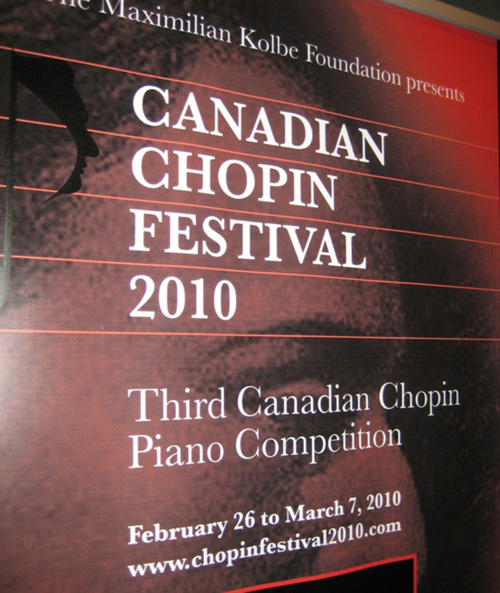 The Maximilian Kolbe Foundation presents
CANADIAN
CHOPIN
FESTIVAL
2010
Third Canadian Chopin
Piano Competition
February 26 to March 7, 2010
www.chopinfestival2010.com